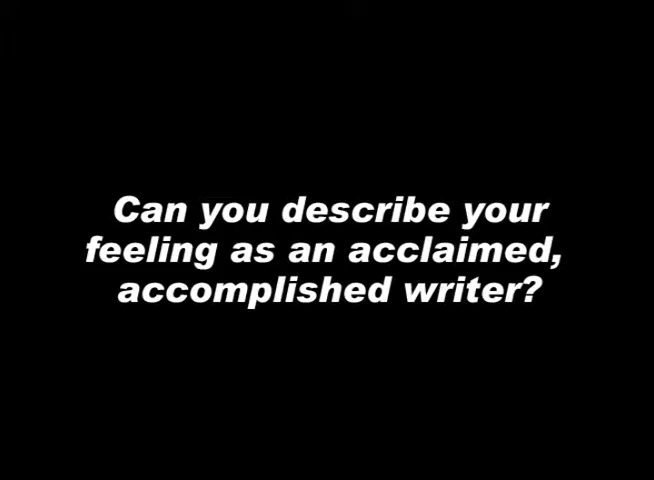 Can you describe your
feeling as an acclaimed,
accomplished writer?